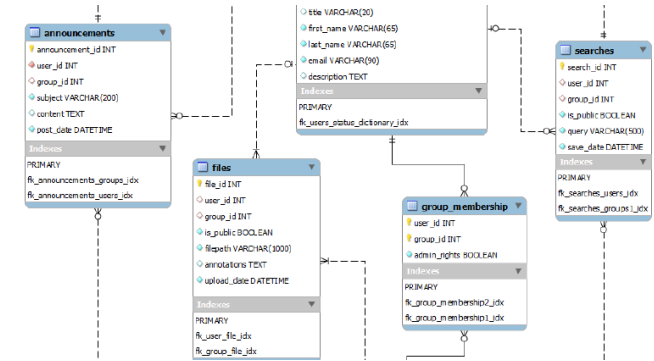 announcements
announcement_id INT
user_id INT
group_id INT
subject VARCHAR(200)
content TEXT
post_date DATETIME
Indexes
PRIMARY
fk_announcements_groups_idx
fk_announcements_users_idx
title VARCHAR(20)
first_name VARCHAR(65)
last_name VARCHAR(65)
email VARCHAR(90)
description TEXT
Indexes
PRIMARY
fk_users_status_dictionary_idx
searches
search_id INT
user_id INT
group_id INT
is_public BOOLEAN
query VARCHAR(500)
save_date DATETIME
Indexes
PRIMARY
fk_searches_users_idx
fk_searches_groups1_idx
files
file_id INT
user_id INT
group_id INT
is_public BOOLEAN
filepath VARCHAR(1000)
annotations TEXT
upload_date DATETIME
Indexes
PRIMARY
fk_user_file_idx
fk_group_file_idx
group_membership
user_id INT
group_id INT
admin_rights BOOLEAN
Indexes
PRIMARY
fk_group_membership2_idx
fk_group_membership1_idx